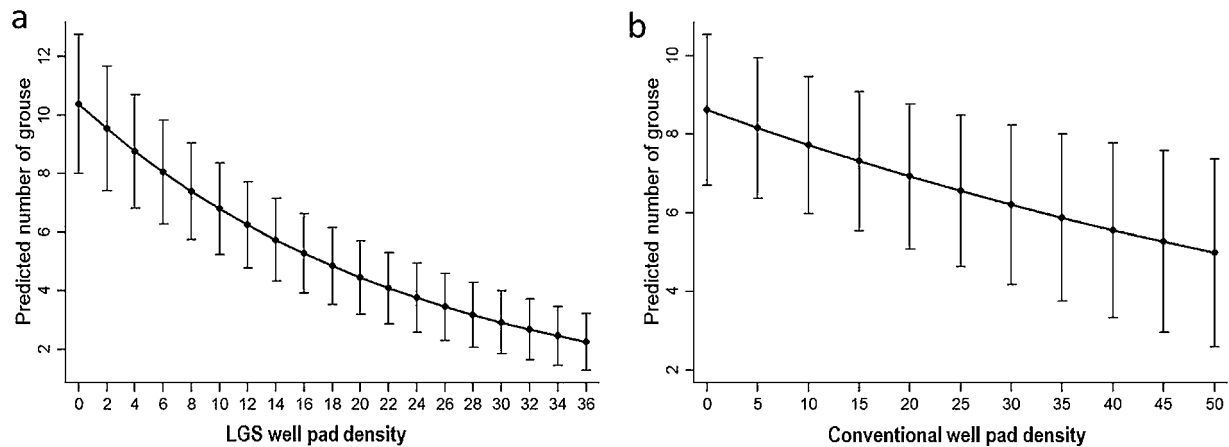 a
Predicted number of grouse
12
10
8
6
4
2
0 2 4 6 8 10 12 14 16 18 20 22 24 26 28 30 32 34 36
LGS well pad density
b
Predicted number of grouse
10
8
6
4
2
0 5 10 15 20 25 30 35 40 45 50
Conventional well pad density